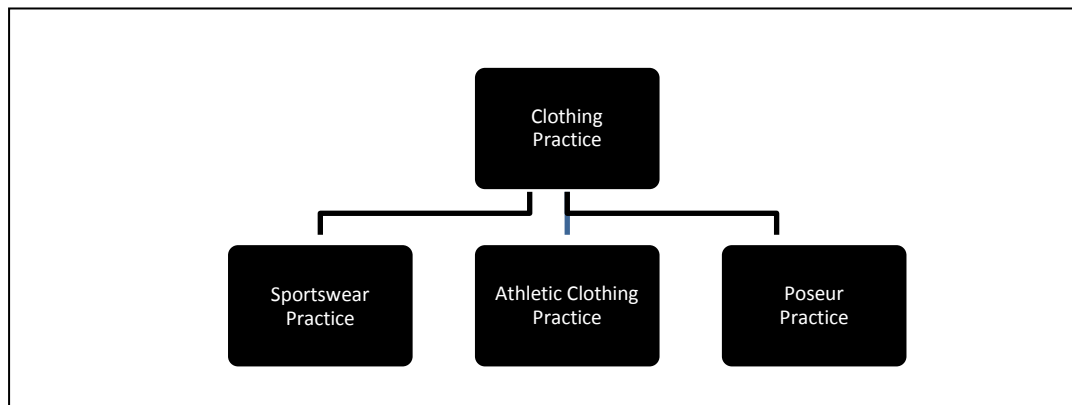 Clothing
Practice
Sportswear
Practice
Athletic Clothing
Practice
Poseur
Practice